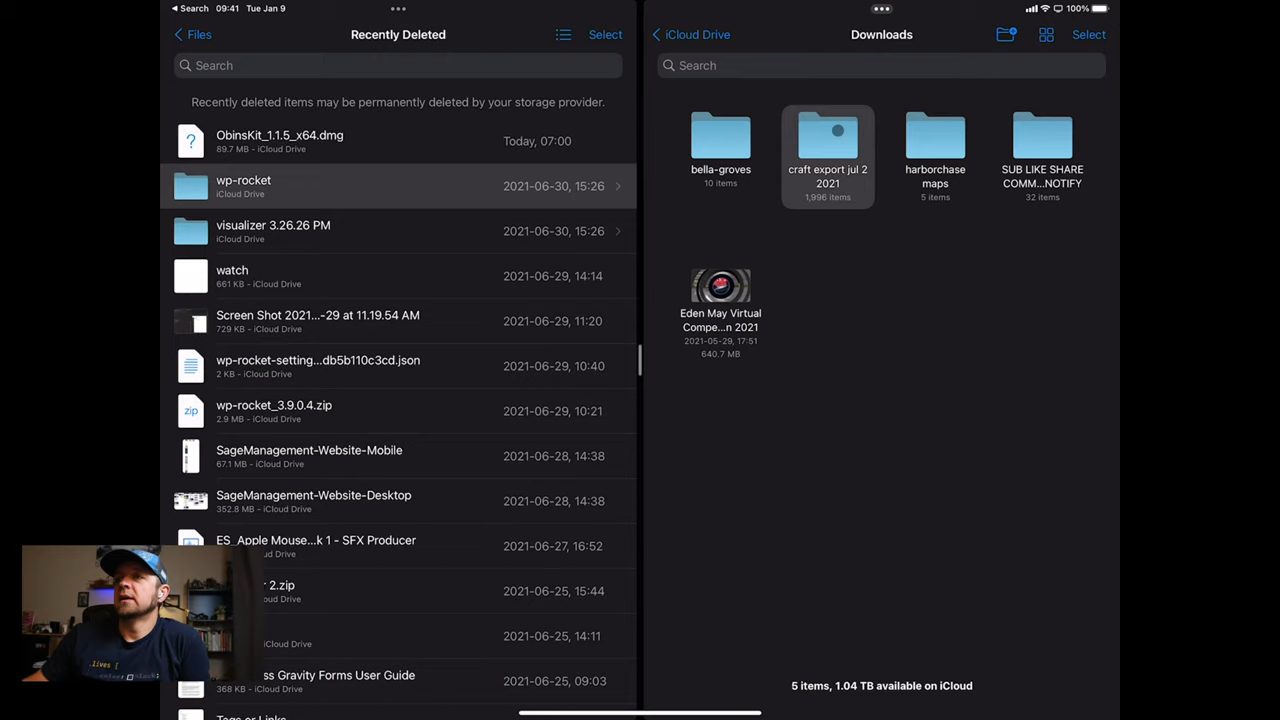 Search 09:41 Tue Jan 9
100%
Files
Recently Deleted
Select
Search
Recently deleted items may be permanently deleted by your storage provider.
ObinsKit_1.1.5_x64.dmg
89.7 MB - iCloud Drive
Today, 07:00
wp-rocket
iCloud Drive
2021-06-30, 15:26
visualizer 3.26.26 PM
iCloud Drive
2021-06-30, 15:26
watch
661 KB - iCloud Drive
2021-06-29, 14:14
Screen Shot 2021...-29 at 11.19.54 AM
729 KB - iCloud Drive
2021-06-29, 11:20
wp-rocket-setting...db5b110c3cd.json
2 KB - iCloud Drive
2021-06-29, 10:40
zip
wp-rocket_3.9.0.4.zip
2.9 MB - iCloud Drive
2021-06-29, 10:21
SageManagement-Website-Mobile
67.1 MB - iCloud Drive
2021-06-28, 14:38
SageManagement-Website-Desktop
352.8 MB - iCloud Drive
2021-06-28, 14:38
ES_Apple Mouse...k 1 - SFX Producer
oud Drive
2021-06-27, 16:52
r 2.zip
oud Drive
2021-06-25, 15:44
iCloud Drive
2021-06-25, 14:11
ss Gravity Forms User Guide
368 KB - iCloud Drive
2021-06-25, 09:03
Tags or Links
iCloud Drive
Downloads
Select
Search
bella-groves
10 items
craft export jul 2
2021
1,996 items
harborchase
maps
5 items
SUB LIKE SHARE
COMM...NOTIFY
32 items
Eden May Virtual
Compe...n 2021
2021-05-29, 17:51
640.7 MB
5 items, 1.04 TB available on iCloud
.lives {
slack